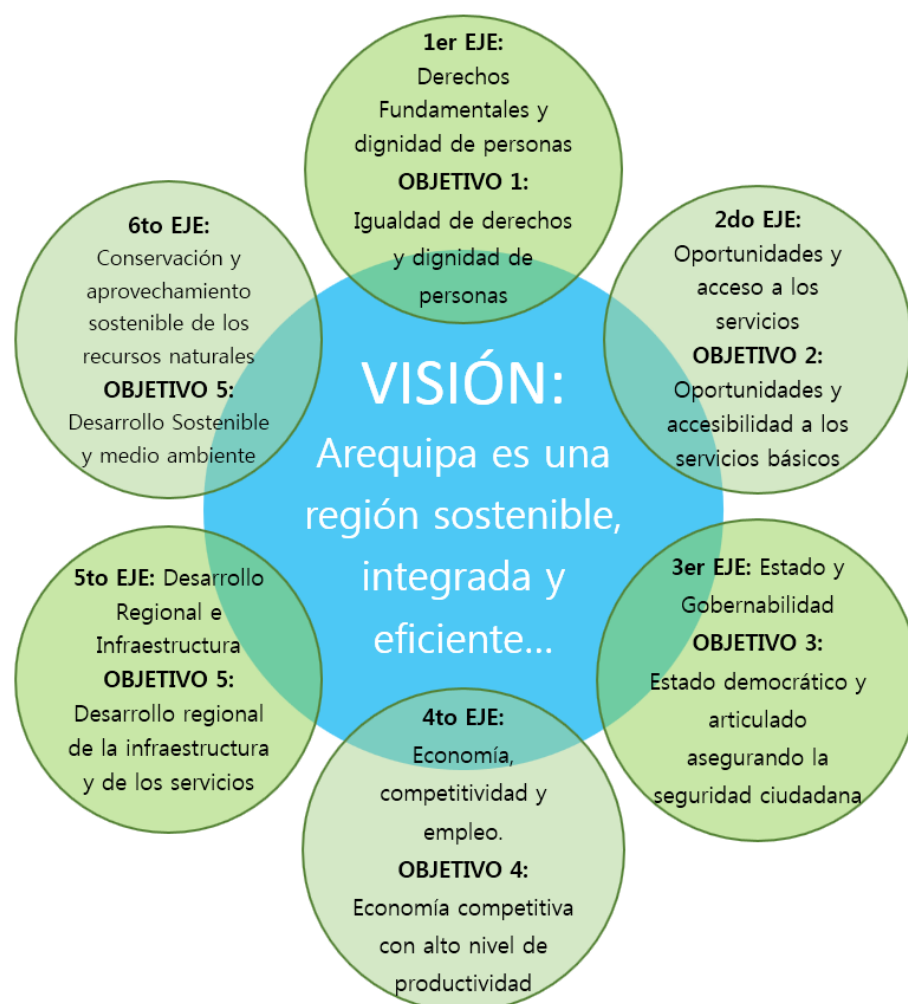 1er EJE:
Derechos
Fundamentales y
dignidad de personas
OBJETIVO 1:
Igualdad de derechos
y dignidad de
personas
2do EJE:
Oportunidades y
acceso a los
servicios
OBJETIVO 2:
Oportunidades y
accesibilidad a los
servicios básicos
3er EJE: Estado y
Gobernabilidad
OBJETIVO 3:
Estado democrático y
articulado
asegurando la
seguridad ciudadana
4to EJE:
Economía,
competitividad y
empleo.
OBJETIVO 4:
Economía competitiva
con alto nivel de
productividad
5to EJE: Desarrollo
Regional e
Infraestructura
OBJETIVO 5:
Desarrollo regional
de la infraestructura
y de los servicios
6to EJE:
Conservación y
aprovechamiento
sostenible de los
recursos naturales
OBJETIVO 5:
Desarrollo Sostenible
y medio ambiente
VISIÓN:
Arequipa es una
región sostenible,
integrada y
eficiente...